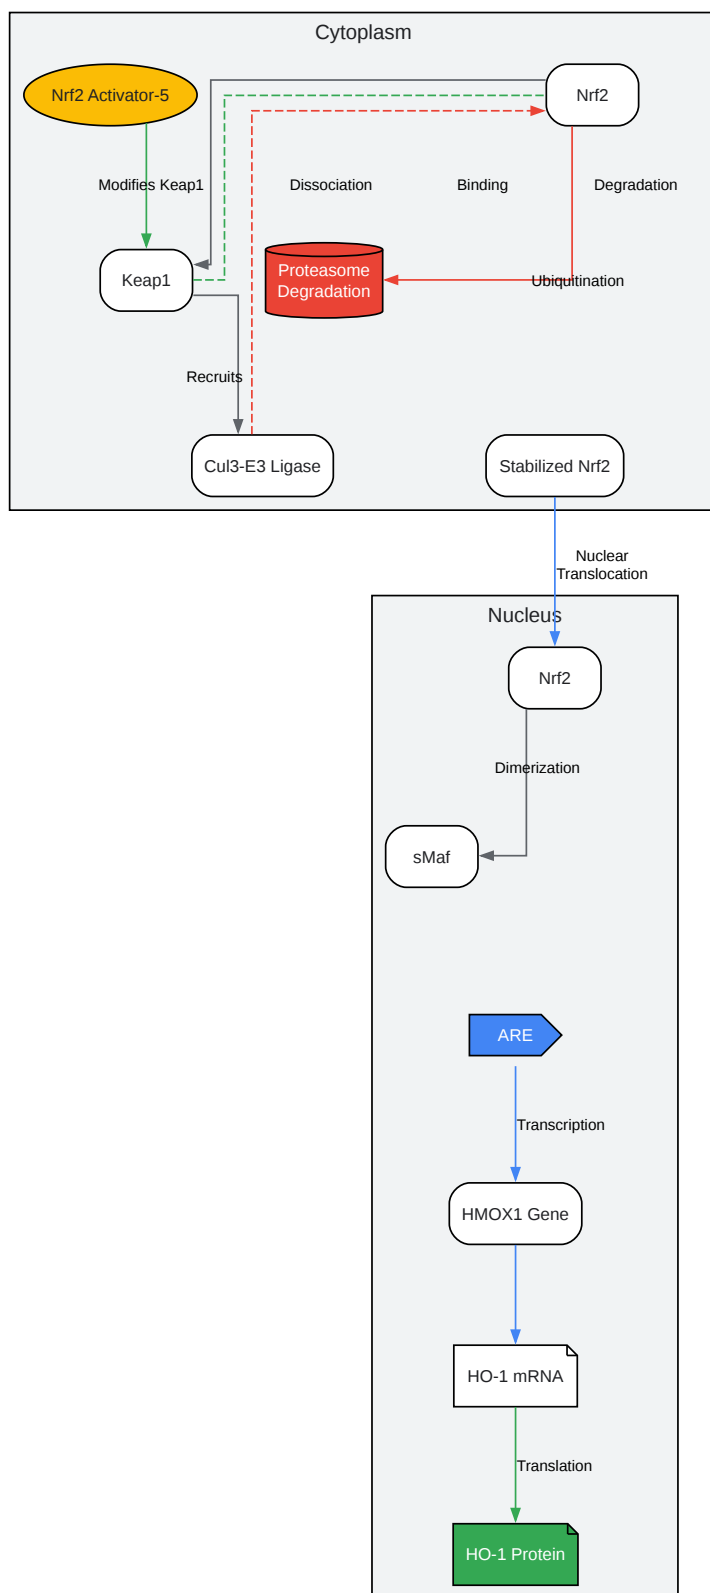 Cytoplasm
Nrf2 Activator-5
Nrf2
Modifies Keap1
Dissociation
Binding
Degradation
Keap1
Proteasome
Degradation
Ubiquitination
Recruits
Cul3-E3 Ligase
Stabilized Nrf2
Nuclear
Translocation
Nucleus
Nrf2
Dimerization
sMaf
ARE
Transcription
HMOX1 Gene
HO-1 mRNA
Translation
HO-1 Protein